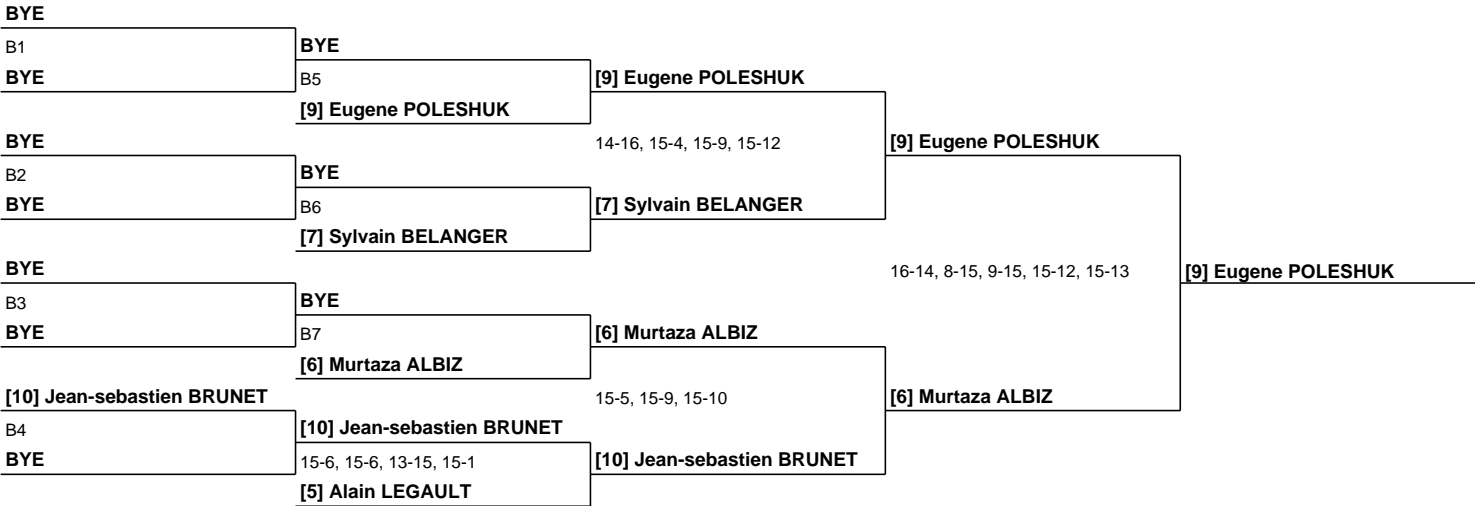 BYE
B1
BYE
BYE
B5
[9] Eugene POLESHUK
[9] Eugene POLESHUK
BYE
B2
BYE
BYE
B6
[7] Sylvain BELANGER
[7] Sylvain BELANGER
14-16, 15-4, 15-9, 15-12
[9] Eugene POLESHUK
BYE
B3
BYE
BYE
B7
[6] Murtaza ALBIZ
[6] Murtaza ALBIZ
[10] Jean-sebastien BRUNET
B4
BYE
[10] Jean-sebastien BRUNET
15-6, 15-6, 13-15, 15-1
[5] Alain LEGAULT
[10] Jean-sebastien BRUNET
15-5, 15-9, 15-10
[6] Murtaza ALBIZ
16-14, 8-15, 9-15, 15-12, 15-13
[9] Eugene POLESHUK